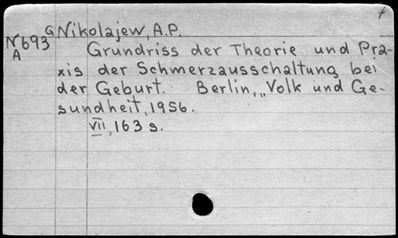 G Nikolajew, A.P.
N693
A
Grundriss der Theorie und Pra-
xis der Schmerzausschaltung bei
der Geburt. Berlin, „Volk und Ge-
sundheit, 1956.
VII, 163 s.